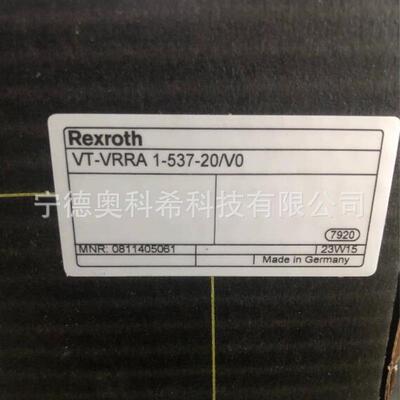 Rexroth
VT-VRRA 1-537-20/V0
宁德奥科希科技有限公司
7920
MNR: 0811405061 23W15
Made in Germany